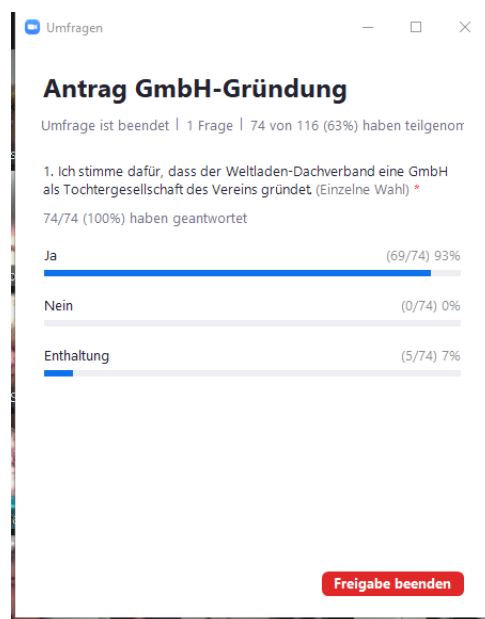 Umfragen
Antrag GmbH-Gründung
Umfrage ist beendet | 1 Frage | 74 von 116 (63%) haben teilgenom
1. Ich stimme dafür, dass der Weltladen-Dachverband eine GmbH
als Tochtergesellschaft des Vereins gründet. (Einzelne Wahl) *
74/74 (100%) haben geantwortet
Ja (69/74) 93%
Nein (0/74) 0%
Enthaltung (5/74) 7%
Freigabe beenden